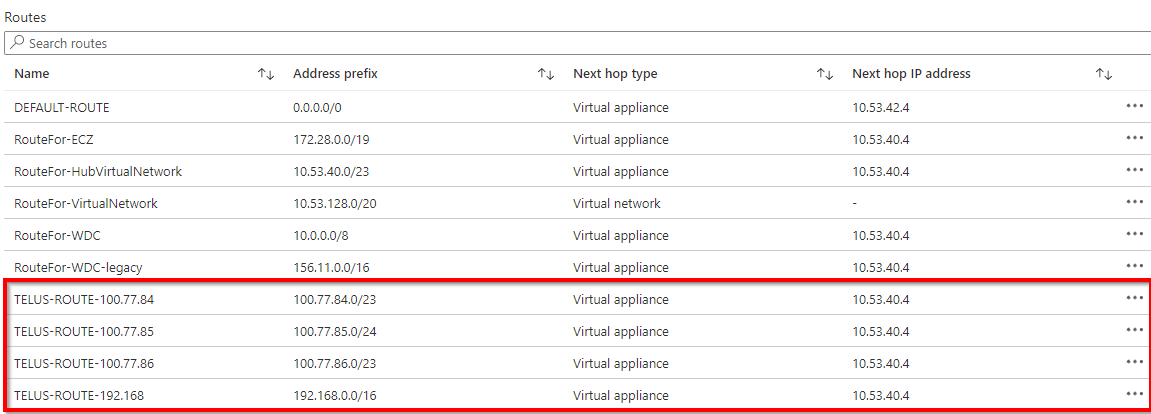 Routes
Search routes
Name Address prefix Next hop type Next hop IP address
DEFAULT-ROUTE 0.0.0.0/0 Virtual appliance 10.53.42.4
RouteFor-ECZ 172.28.0.0/19 Virtual appliance 10.53.40.4
RouteFor-HubVirtualNetwork 10.53.40.0/23 Virtual appliance 10.53.40.4
RouteFor-VirtualNetwork 10.53.128.0/20 Virtual network -
RouteFor-WDC 10.0.0.0/8 Virtual appliance 10.53.40.4
RouteFor-WDC-legacy 156.11.0.0/16 Virtual appliance 10.53.40.4
TELUS-ROUTE-100.77.84 100.77.84.0/23 Virtual appliance 10.53.40.4
TELUS-ROUTE-100.77.85 100.77.85.0/24 Virtual appliance 10.53.40.4
TELUS-ROUTE-100.77.86 100.77.86.0/23 Virtual appliance 10.53.40.4
TELUS-ROUTE-192.168 192.168.0.0/16 Virtual appliance 10.53.40.4